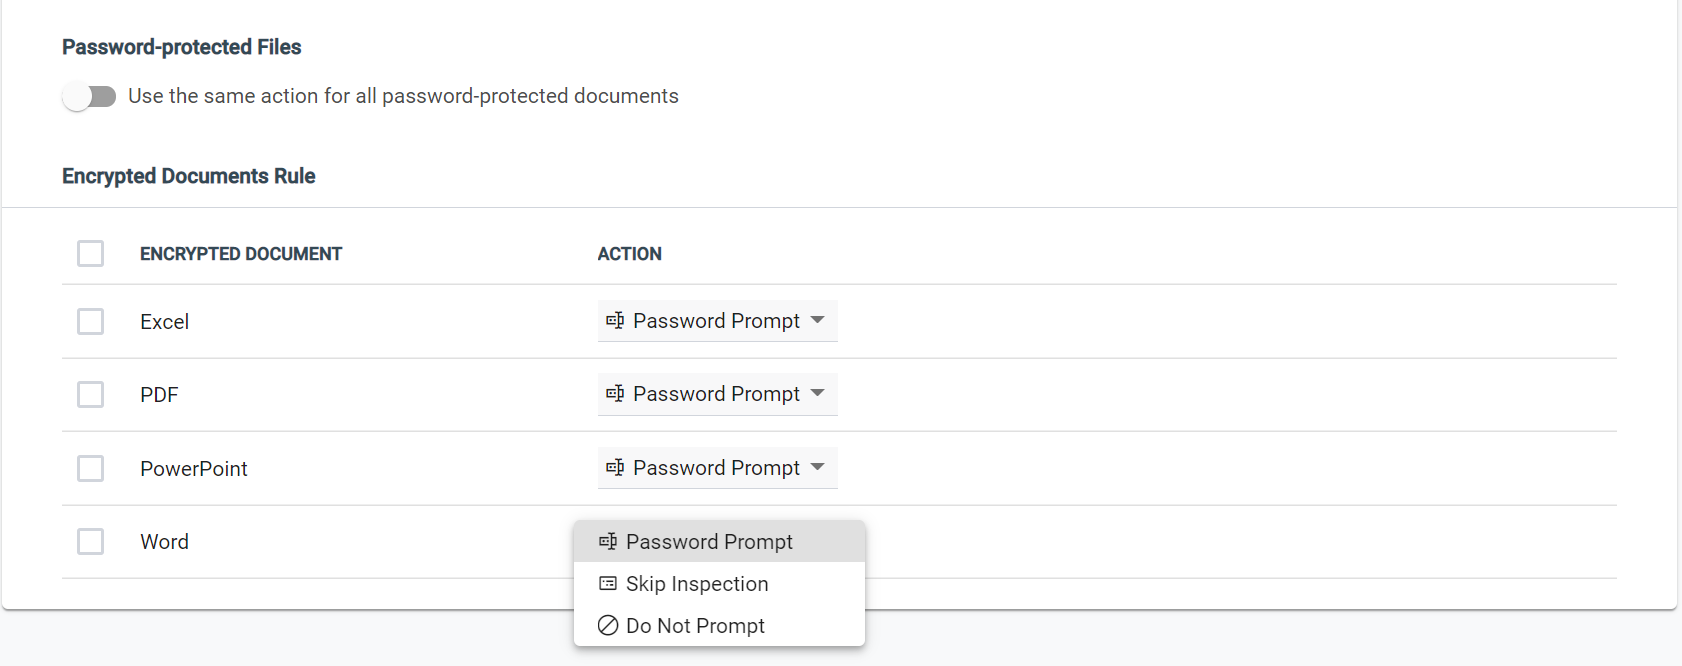 Password-protected Files
Use the same action for all password-protected documents
Encrypted Documents Rule
ENCRYPTED DOCUMENT ACTION
Excel Password Prompt
PDF Password Prompt
PowerPoint Password Prompt
Word Password Prompt
Skip Inspection
Do Not Prompt